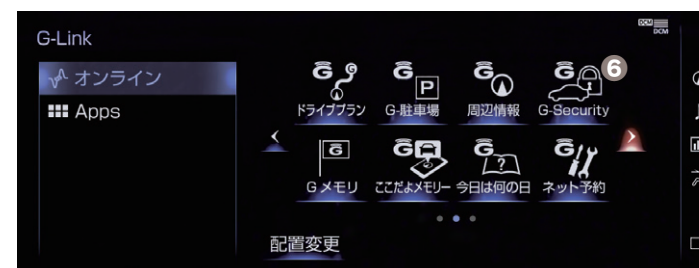 DCM
DCM
G-Link
オンライン
Apps
ドライブプラン G-駐車場 周辺情報 G-Security
6
Gメモリ ここだよメモリー 今日は何の日 ネット予約
配置変更